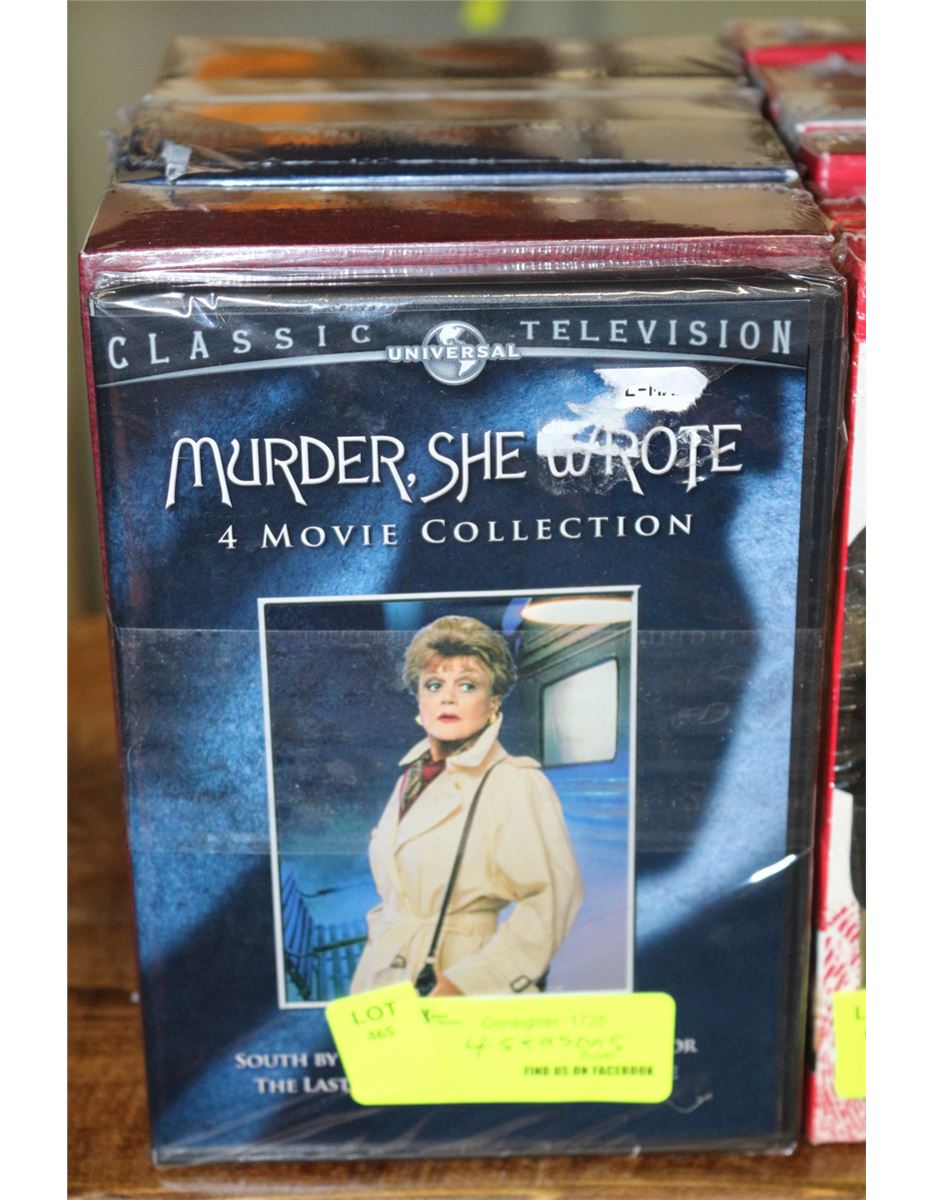 CLASSIC UNIVERSAL TELEVISION
MURDER, SHE WROTE
4 MOVIE COLLECTION
LOT
465
Consigner: 1735
4 seasons
Buyer
FIND US ON FACEBOOK
SOUTH BY
OR
THE LAST
E
L